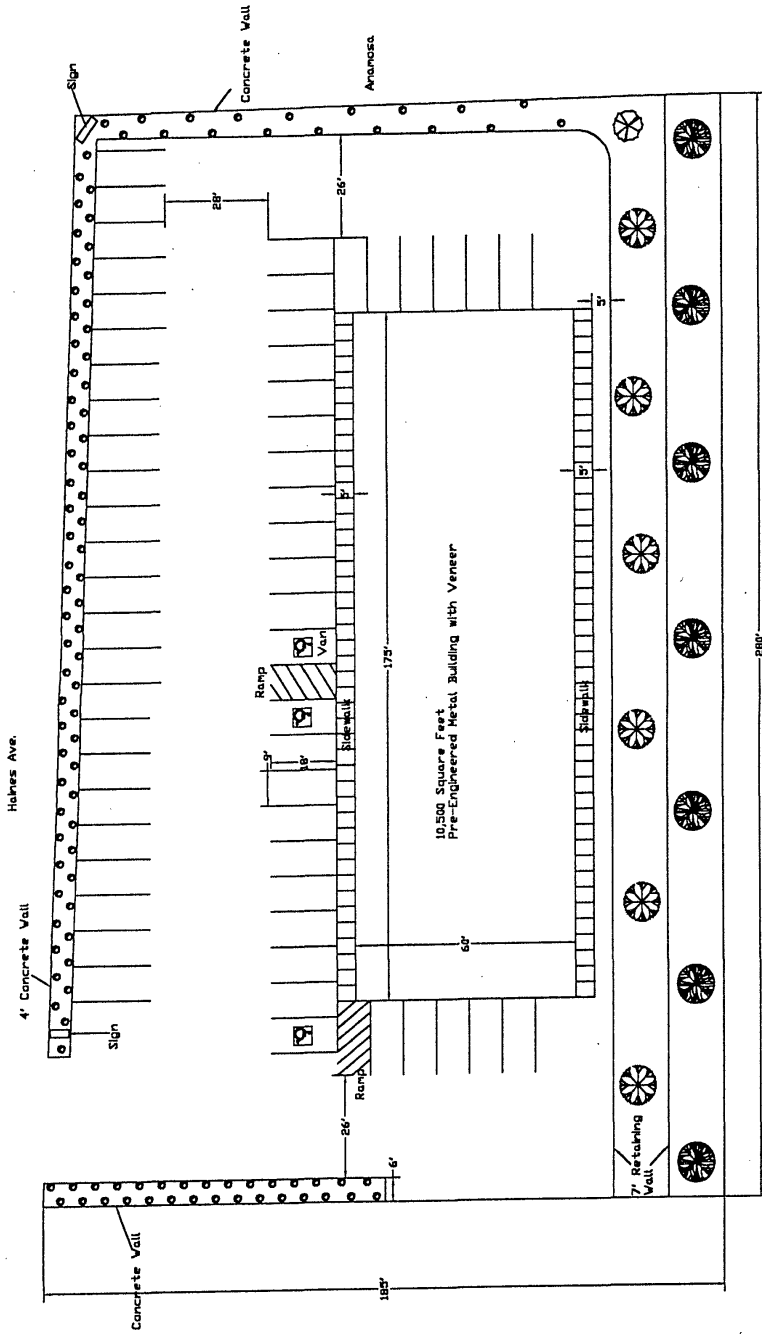 Haines Ave.
4' Concrete Wall
Sign
Sign
Concrete Wall
Anamosa
28'
26'
Ramp
Van
9'
18'
5'
Sidewalk
175'
10,500 Square Feet
Pre-Engineered Metal Building with Veneer
60'
5'
5'
Sidewalk
Ramp
26'
6'
Concrete Wall
7' Retaining
Wall
185'
280'